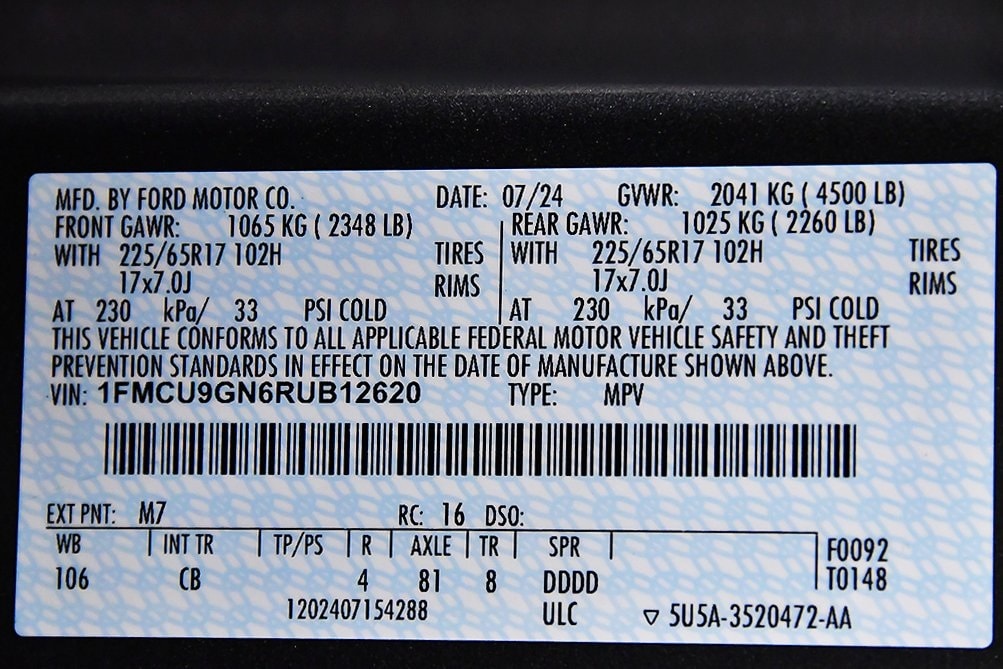 MFD. BY FORD MOTOR CO. DATE: 07/24 GVWR: 2041 KG ( 4500 LB)
FRONT GAWR: 1065 KG ( 2348 LB) REAR GAWR: 1025 KG ( 2260 LB)
WITH 225/65R17 102H TIRES WITH 225/65R17 102H TIRES
17x7.0J RIMS 17x7.0J RIMS
AT 230 kPa/ 33 PSI COLD AT 230 kPa/ 33 PSI COLD
THIS VEHICLE CONFORMS TO ALL APPLICABLE FEDERAL MOTOR VEHICLE SAFETY AND THEFT
PREVENTION STANDARDS IN EFFECT ON THE DATE OF MANUFACTURE SHOWN ABOVE.
VIN: 1FMCU9GN6RUB12620 TYPE: MPV
EXT PNT: M7 RC: 16 DSO:
WB INT TR TP/PS R AXLE TR SPR F0092
106 CB 4 81 8 DDDD T0148
1202407154288 ULC ▽ 5U5A-3520472-AA